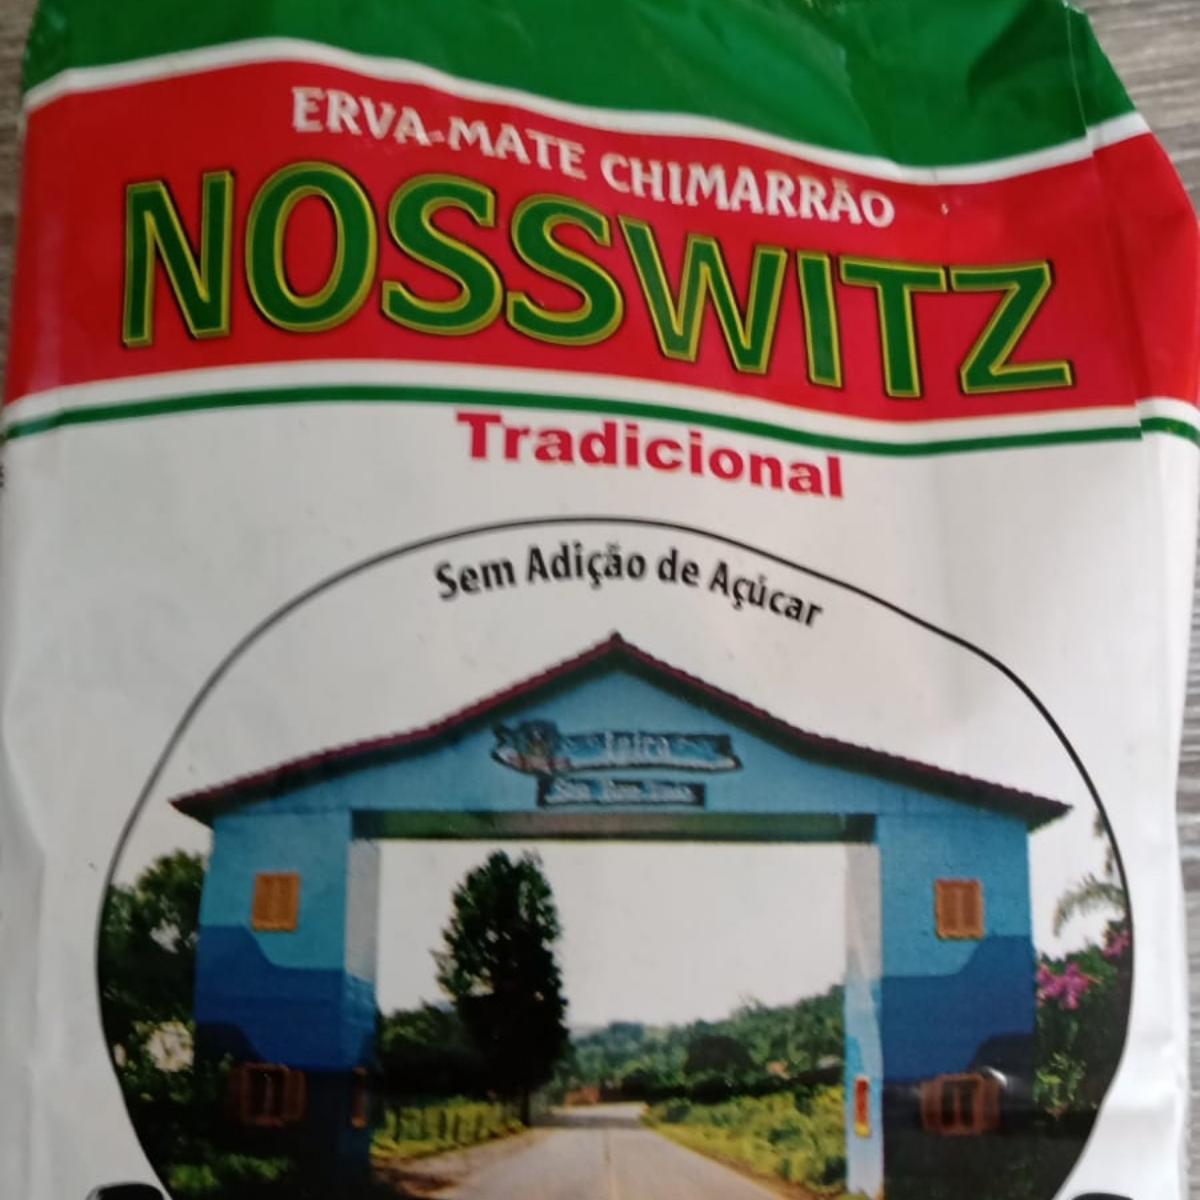 ERVA-MATE CHIMARRÃO
NOSSWITZ
Tradicional
Sem Adição de Açúcar